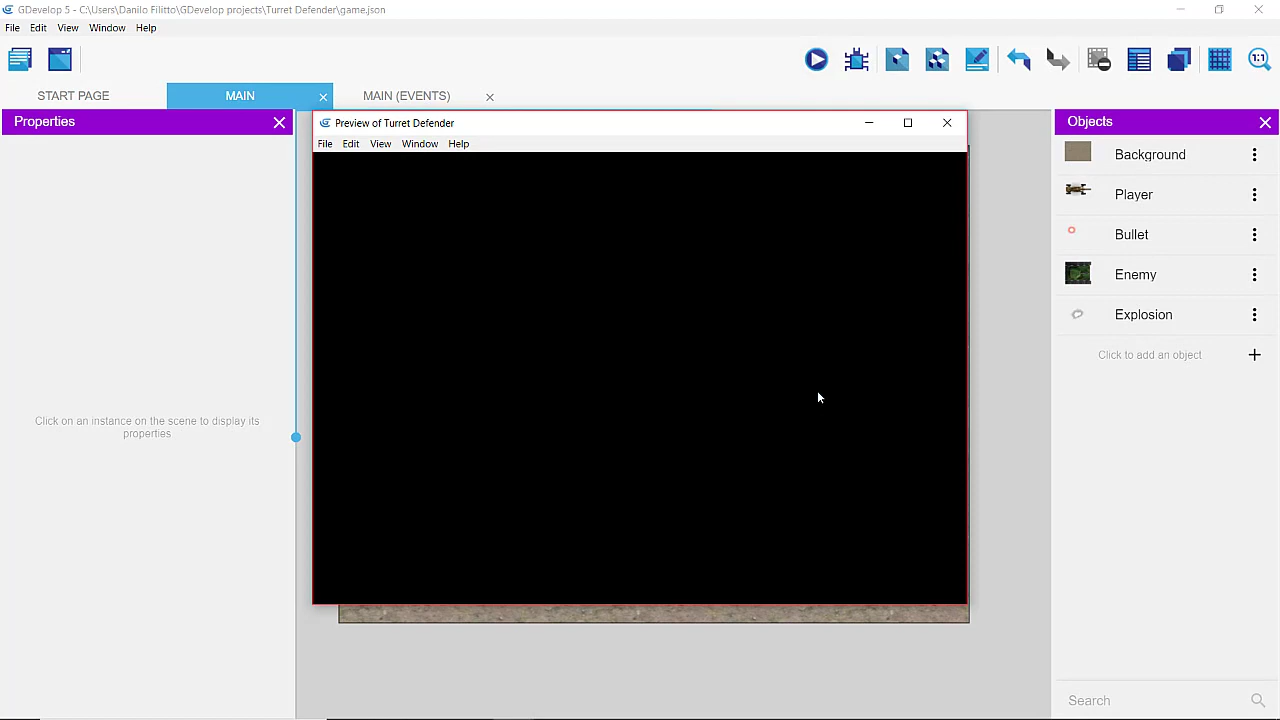 GDevelop 5 - C:\Users\Danilo Filitto\GDevelop projects\Turret Defender\game.json
File Edit View Window Help
1:1
START PAGE MAIN MAIN (EVENTS)
Properties
Preview of Turret Defender
File Edit View Window Help
Click on an instance on the scene to display its
properties
Objects
Background
Player
Bullet
Enemy
Explosion
Click to add an object
Search